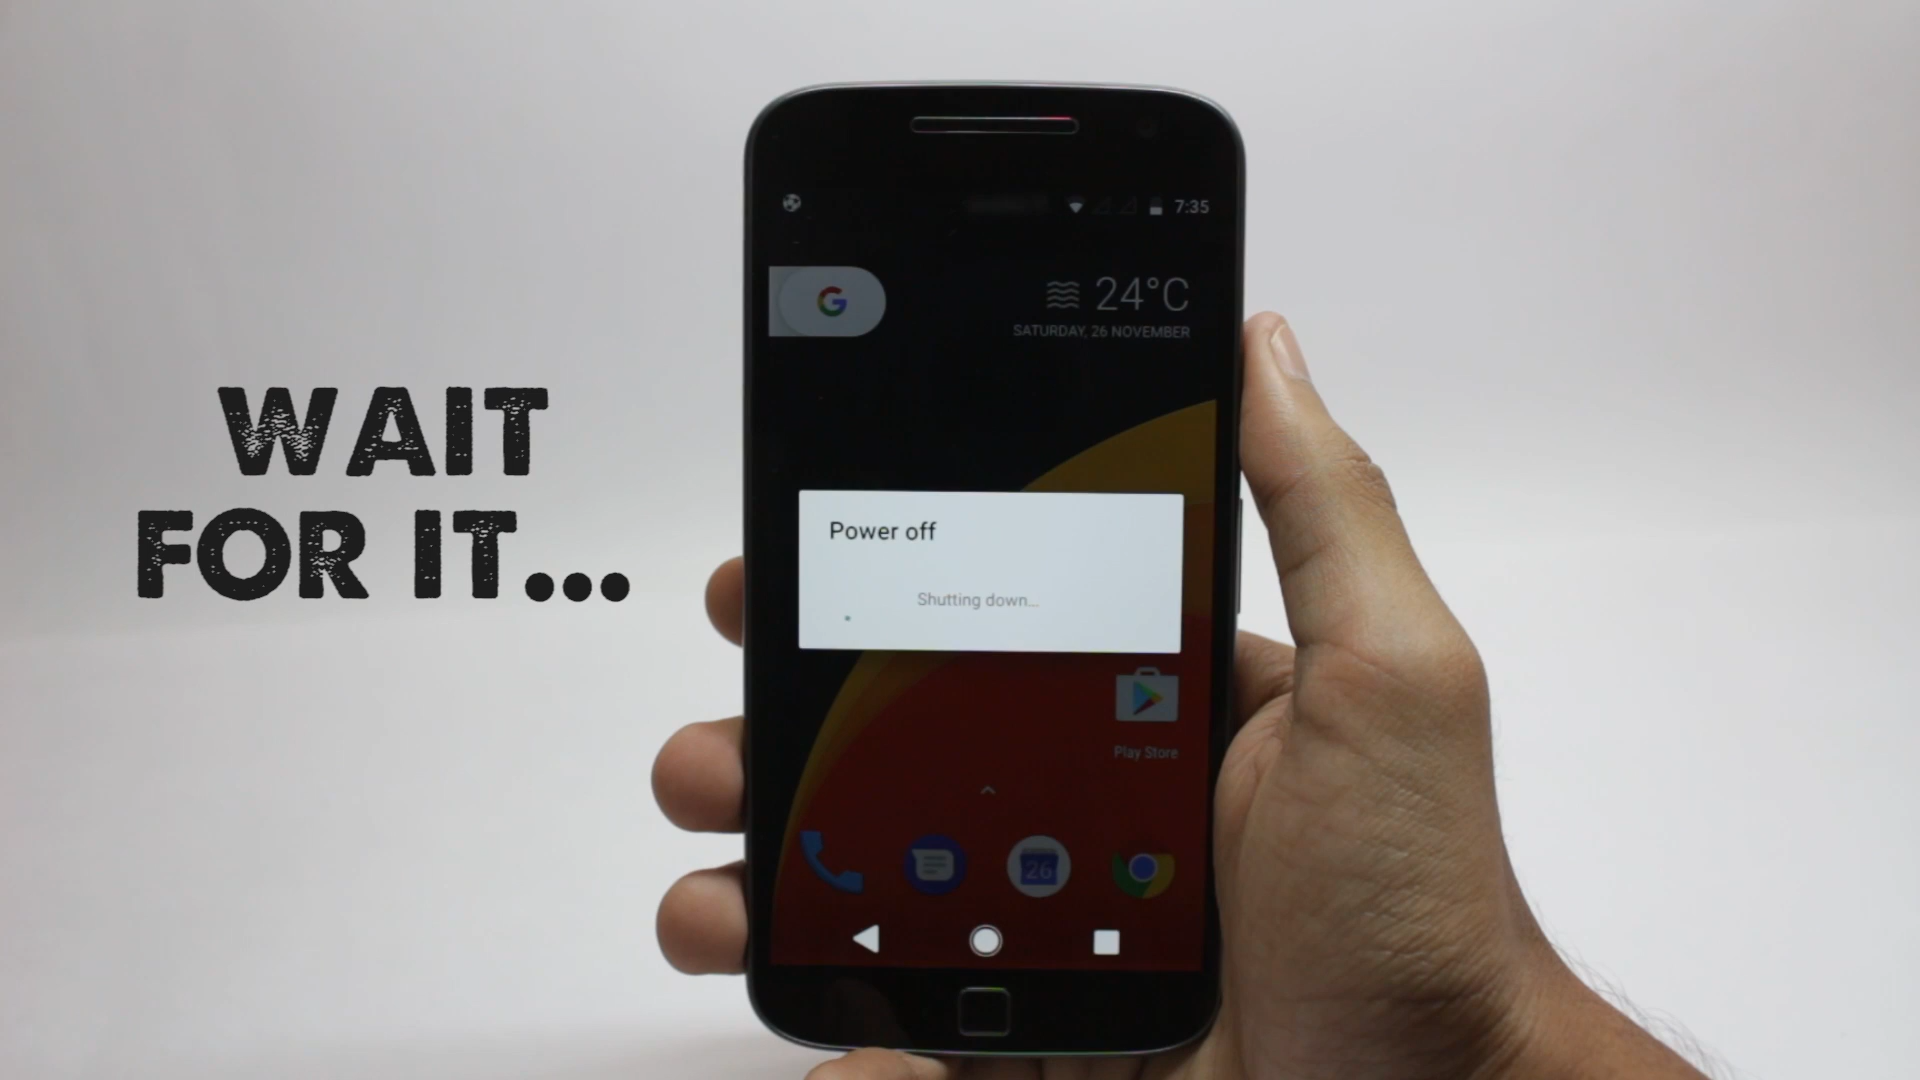 WAIT
FOR IT...
7:35
G
24°C
SATURDAY, 26 NOVEMBER
Power off
Shutting down...
Play Store
26